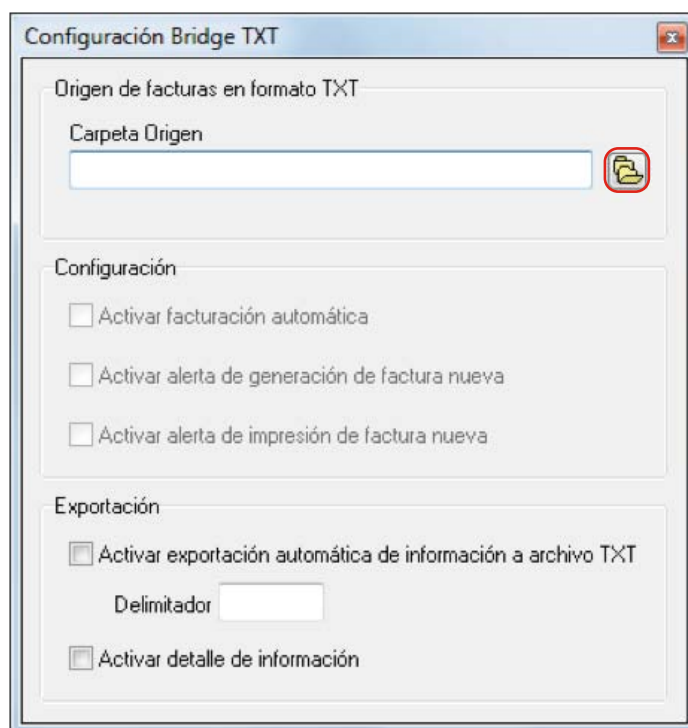 Configuración Bridge TXT
Origen de facturas en formato TXT
Carpeta Origen
Configuración
Activar facturación automática
Activar alerta de generación de factura nueva
Activar alerta de impresión de factura nueva
Exportación
Activar exportación automática de información a archivo TXT
Delimitador
Activar detalle de información